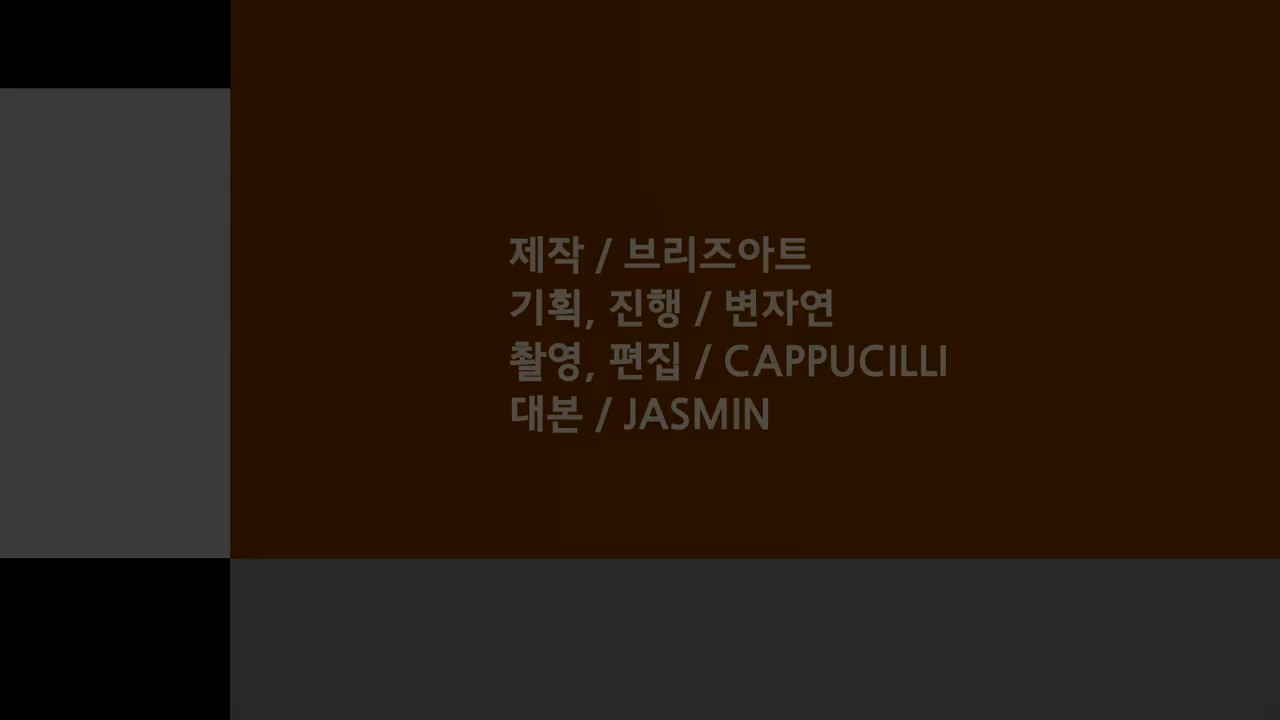 제작 / 브리즈아트
기획, 진행 / 변자연
촬영, 편집 / CAPPUCILLI
대본 / JASMIN